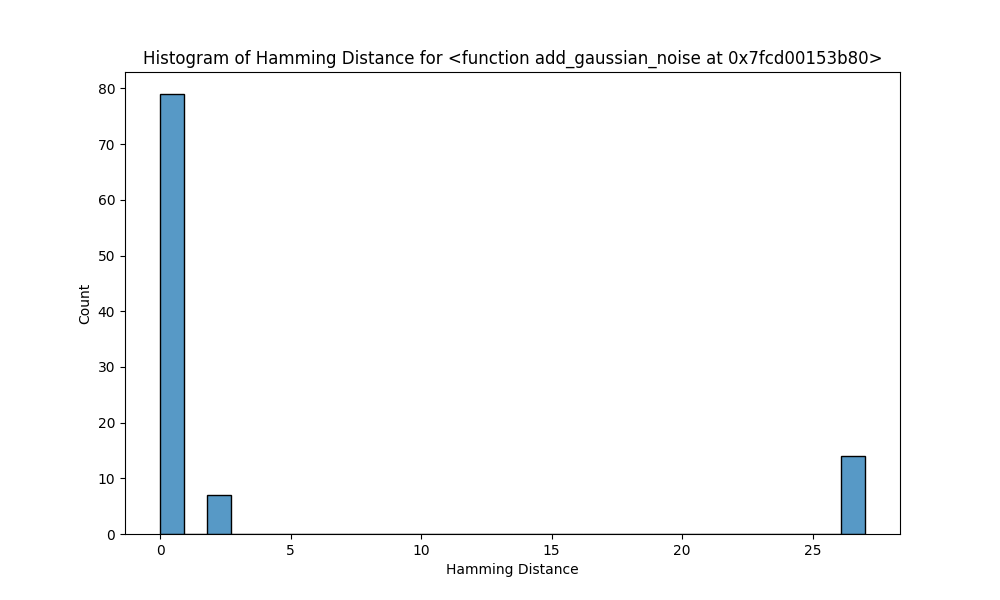 Histogram of Hamming Distance for <function add_gaussian_noise at 0x7fcd00153b80>
80
70
60
50
40
30
20
10
0
Count
0 5 10 15 20 25
Hamming Distance